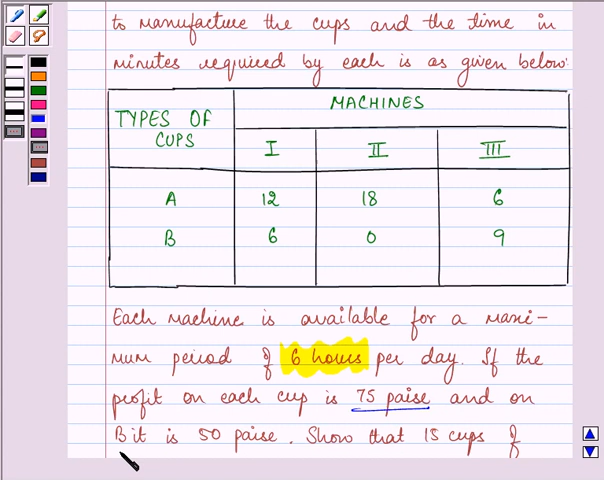 to manufacture the cups and the time in
minutes required by each is as given below:
TYPES OF CUPS MACHINES
I II III
A 12 18 6
B 6 0 9
Each machine is available for a maxi-
mum period of 6 hours per day. If the
profit on each cup is 75 paise and on
B it is 50 paise. Show that 15 cups of